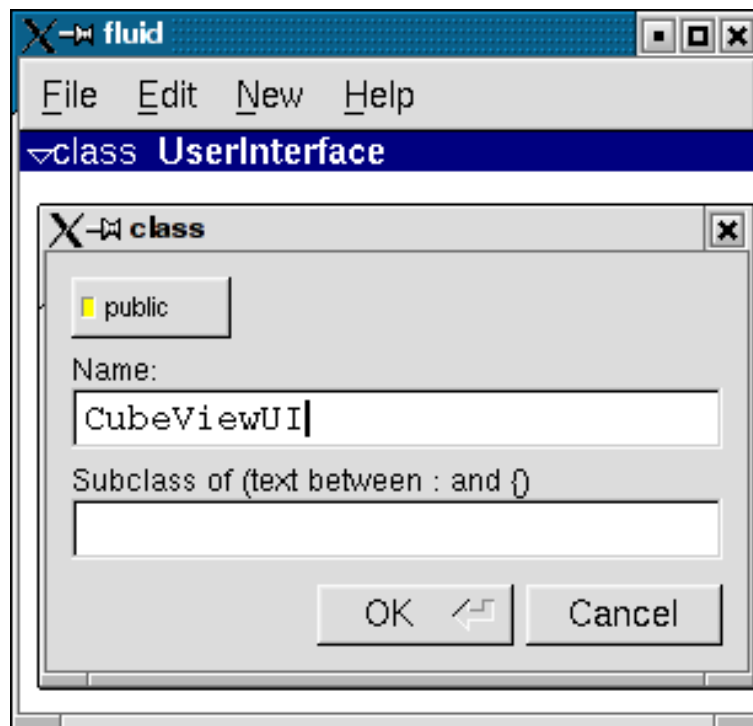 fluid
File Edit New Help
class UserInterface
class
public
Name:
CubeViewUI
Subclass of (text between : and {)
OK Cancel